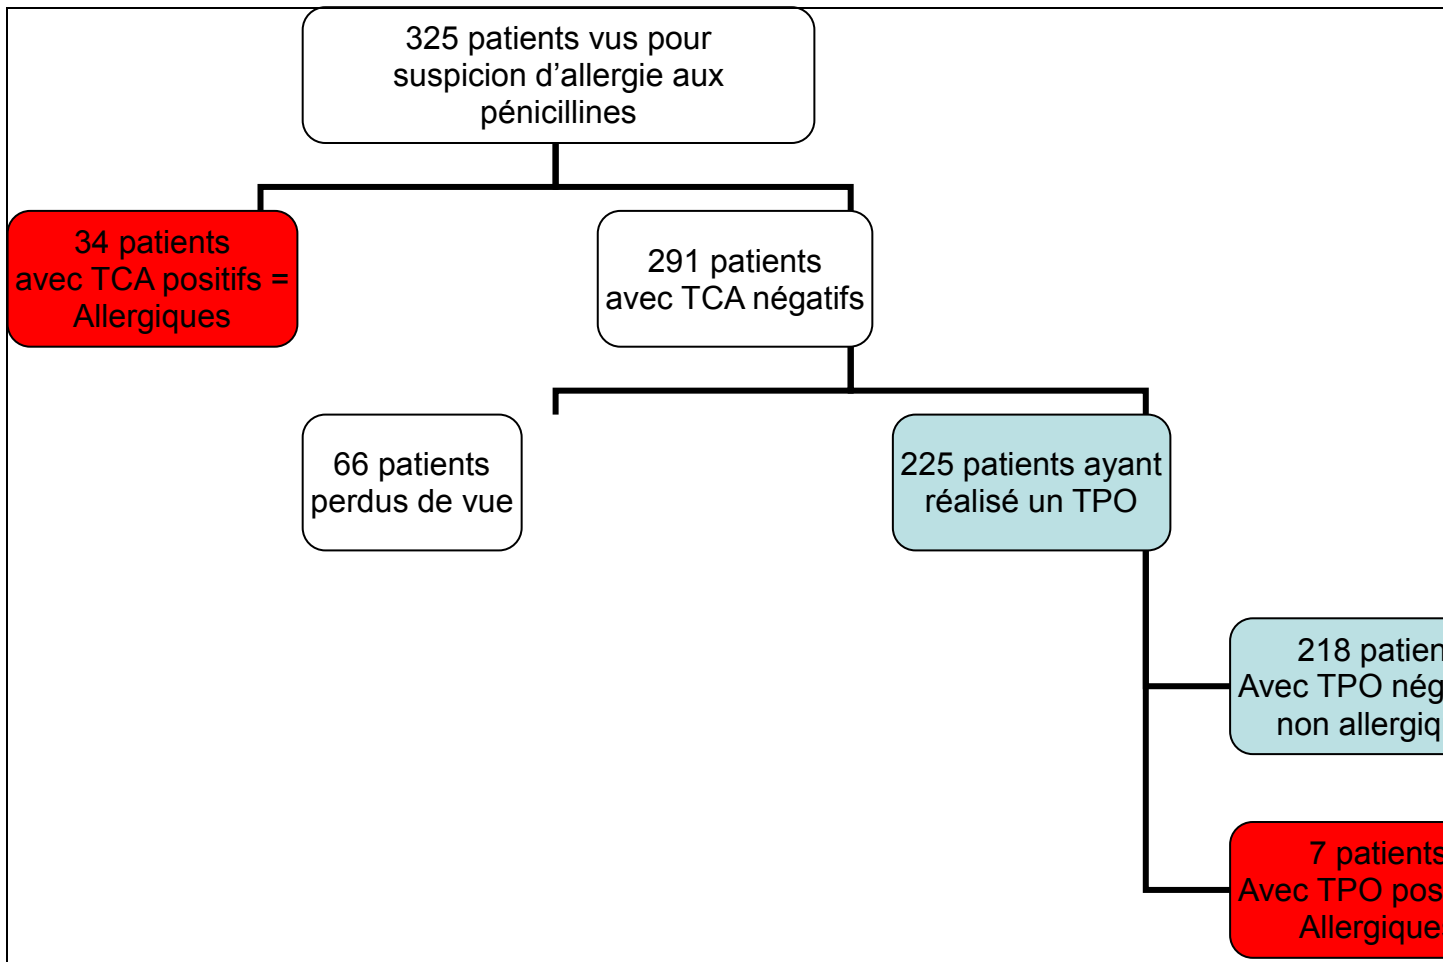 325 patients vus pour
suspicion d’allergie aux
pénicillines
34 patients
avec TCA positifs =
Allergiques
291 patients
avec TCA négatifs
66 patients
perdus de vue
225 patients ayant
réalisé un TPO
218 patien
Avec TPO nég
non allergiq
7 patients
Avec TPO pos
Allergique